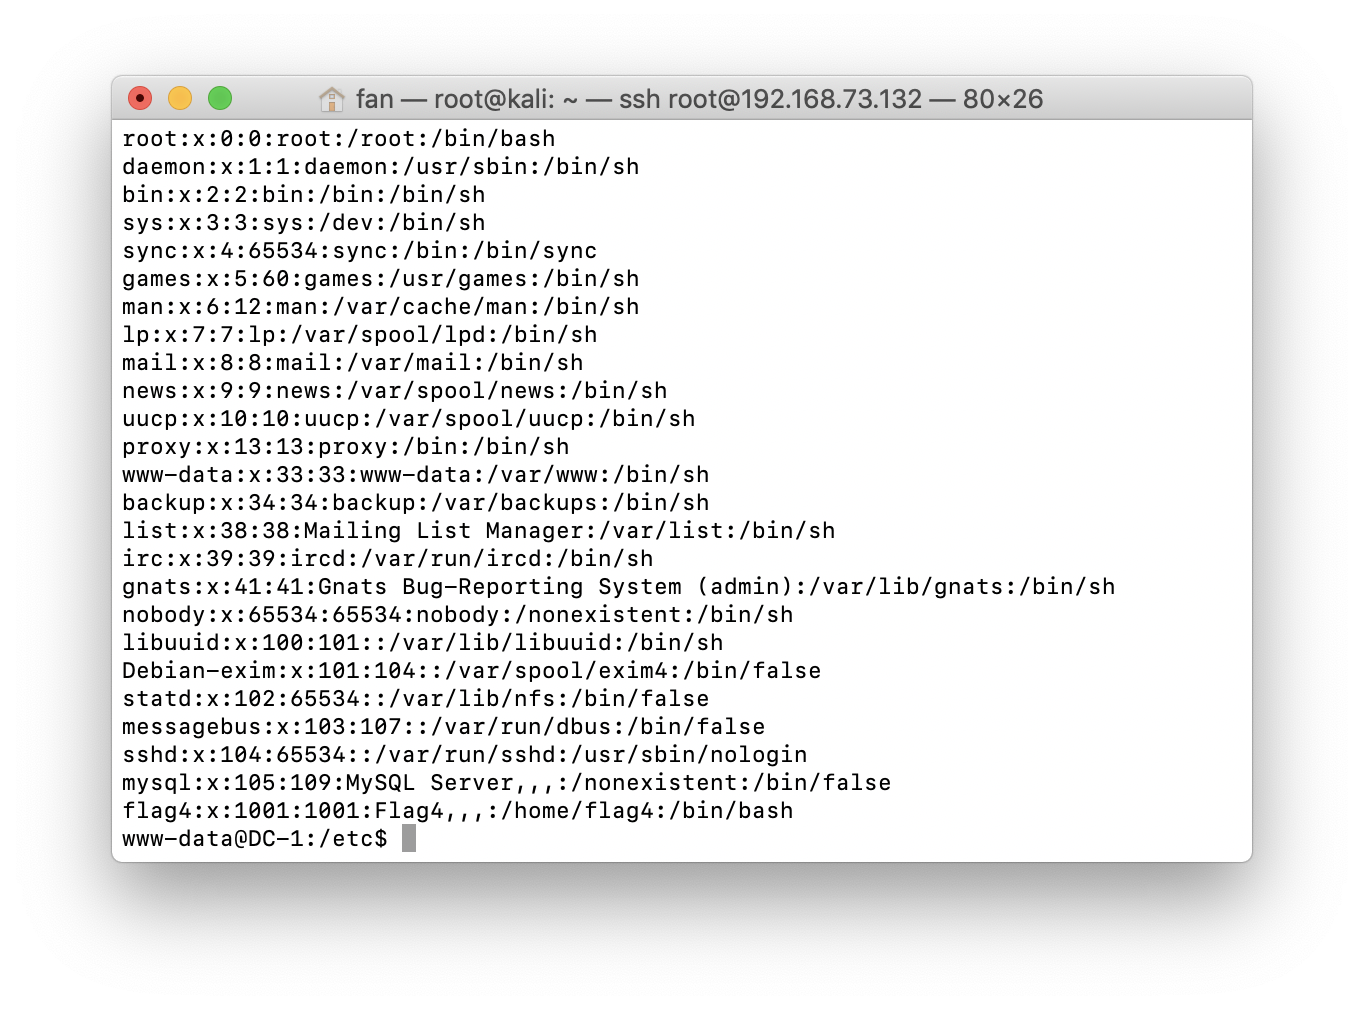 fan — root@kali: ~ — ssh root@192.168.73.132 — 80×26
root:x:0:0:root:/root:/bin/bash
daemon:x:1:1:daemon:/usr/sbin:/bin/sh
bin:x:2:2:bin:/bin:/bin/sh
sys:x:3:3:sys:/dev:/bin/sh
sync:x:4:65534:sync:/bin:/bin/sync
games:x:5:60:games:/usr/games:/bin/sh
man:x:6:12:man:/var/cache/man:/bin/sh
lp:x:7:7:lp:/var/spool/lpd:/bin/sh
mail:x:8:8:mail:/var/mail:/bin/sh
news:x:9:9:news:/var/spool/news:/bin/sh
uucp:x:10:10:uucp:/var/spool/uucp:/bin/sh
proxy:x:13:13:proxy:/bin:/bin/sh
www-data:x:33:33:www-data:/var/www:/bin/sh
backup:x:34:34:backup:/var/backups:/bin/sh
list:x:38:38:Mailing List Manager:/var/list:/bin/sh
irc:x:39:39:ircd:/var/run/ircd:/bin/sh
gnats:x:41:41:Gnats Bug-Reporting System (admin):/var/lib/gnats:/bin/sh
nobody:x:65534:65534:nobody:/nonexistent:/bin/sh
libuuid:x:100:101::/var/lib/libuuid:/bin/sh
Debian-exim:x:101:104::/var/spool/exim4:/bin/false
statd:x:102:65534::/var/lib/nfs:/bin/false
messagebus:x:103:107::/var/run/dbus:/bin/false
sshd:x:104:65534::/var/run/sshd:/usr/sbin/nologin
mysql:x:105:109:MySQL Server,,,:/nonexistent:/bin/false
flag4:x:1001:1001:Flag4,,,:/home/flag4:/bin/bash
www-data@DC-1:/etc$